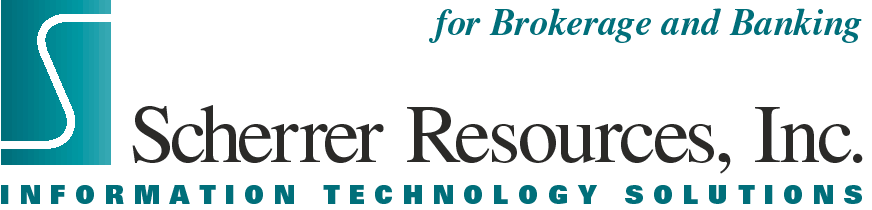 for Brokerage and Banking
Scherrer Resources, Inc.
INFORMATION TECHNOLOGY SOLUTIONS